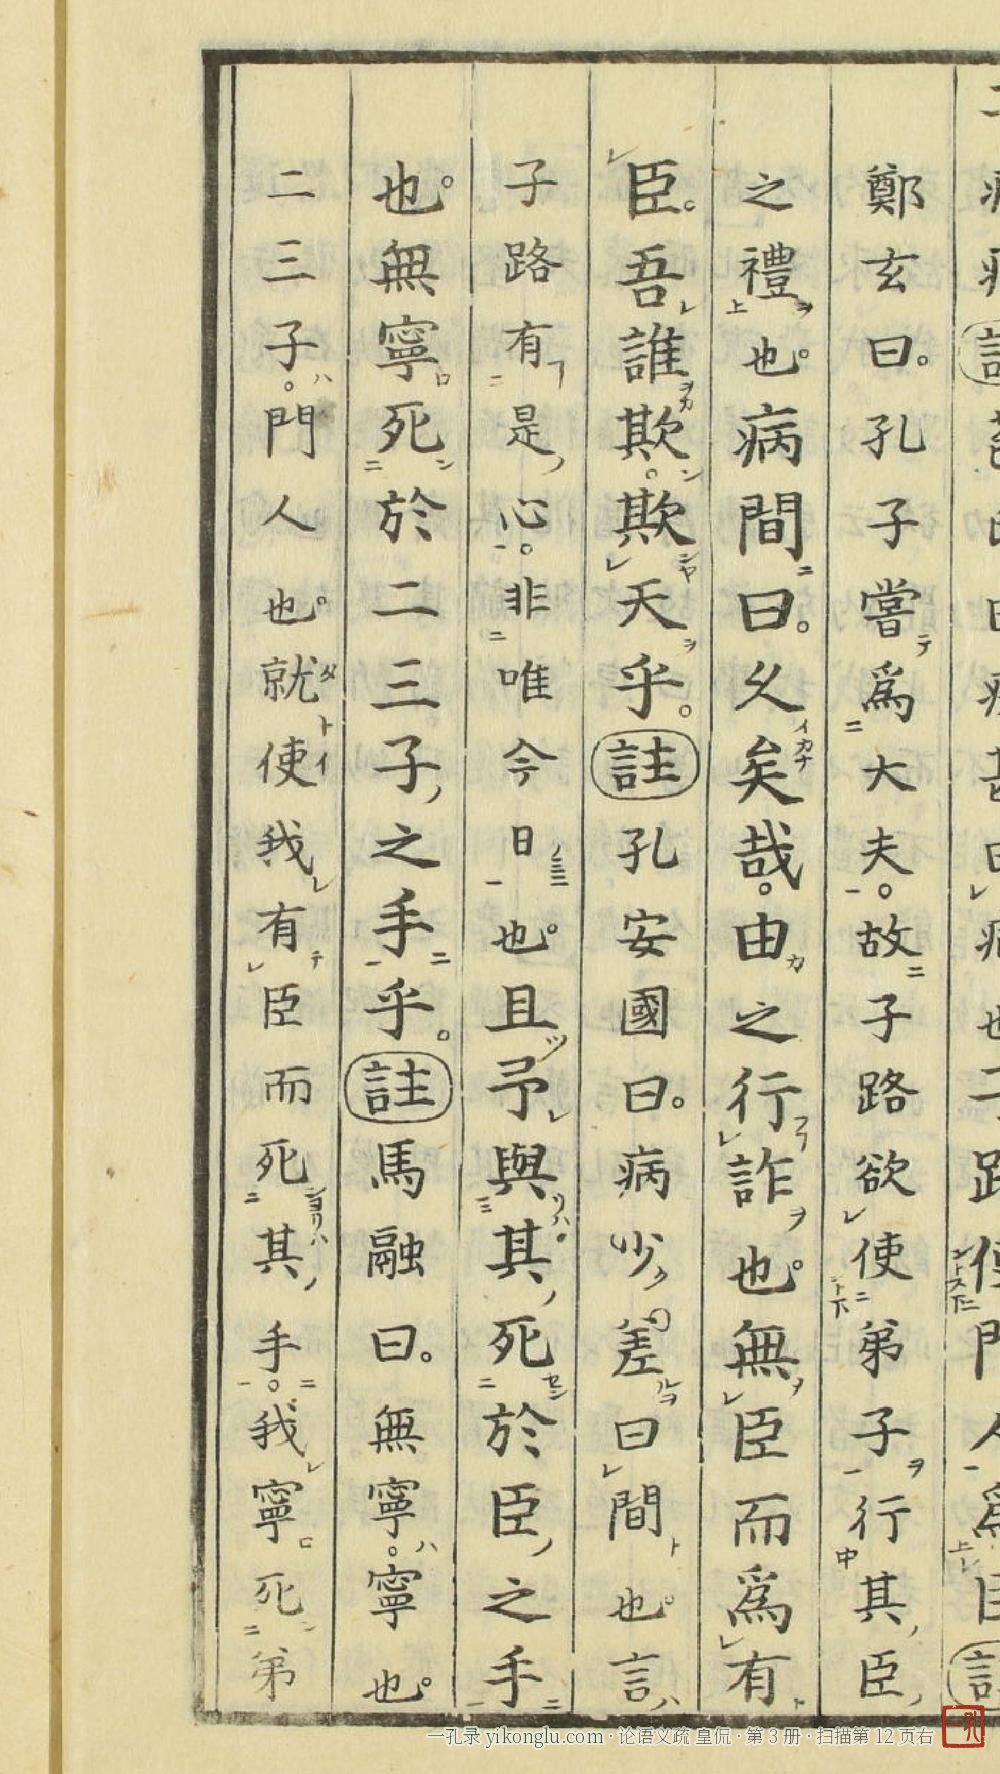 鄭玄曰孔子嘗爲大夫故子路欲使弟子行其臣
之禮也病間曰久矣哉由之行詐也無臣而爲有
臣吾誰欺欺天乎註孔安國曰病少差曰間也言
子路有是心非唯今日也且予與其死於臣之手
也無寧死於二三子之手乎註馬融曰無寧寧也
二三子門人也就使我有臣而死其手我寧死弟
一孔录 yikonglu.com · 论语义疏 皇侃 · 第 3 册 · 扫描第 12 页右